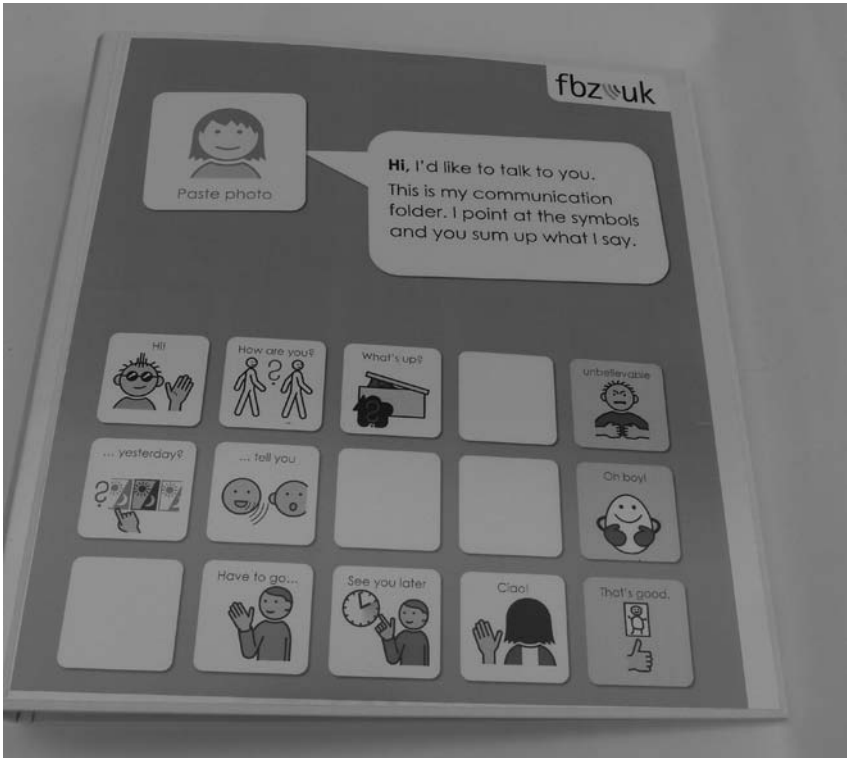 fbz uk
Paste photo
Hi, I'd like to talk to you.
This is my communication
folder. I point at the symbols
and you sum up what I say.
Hi!
How are you?
What's up?
unbelievable
... yesterday?
... tell you
Oh boy!
Have to go...
See you later
Ciao!
That's good.